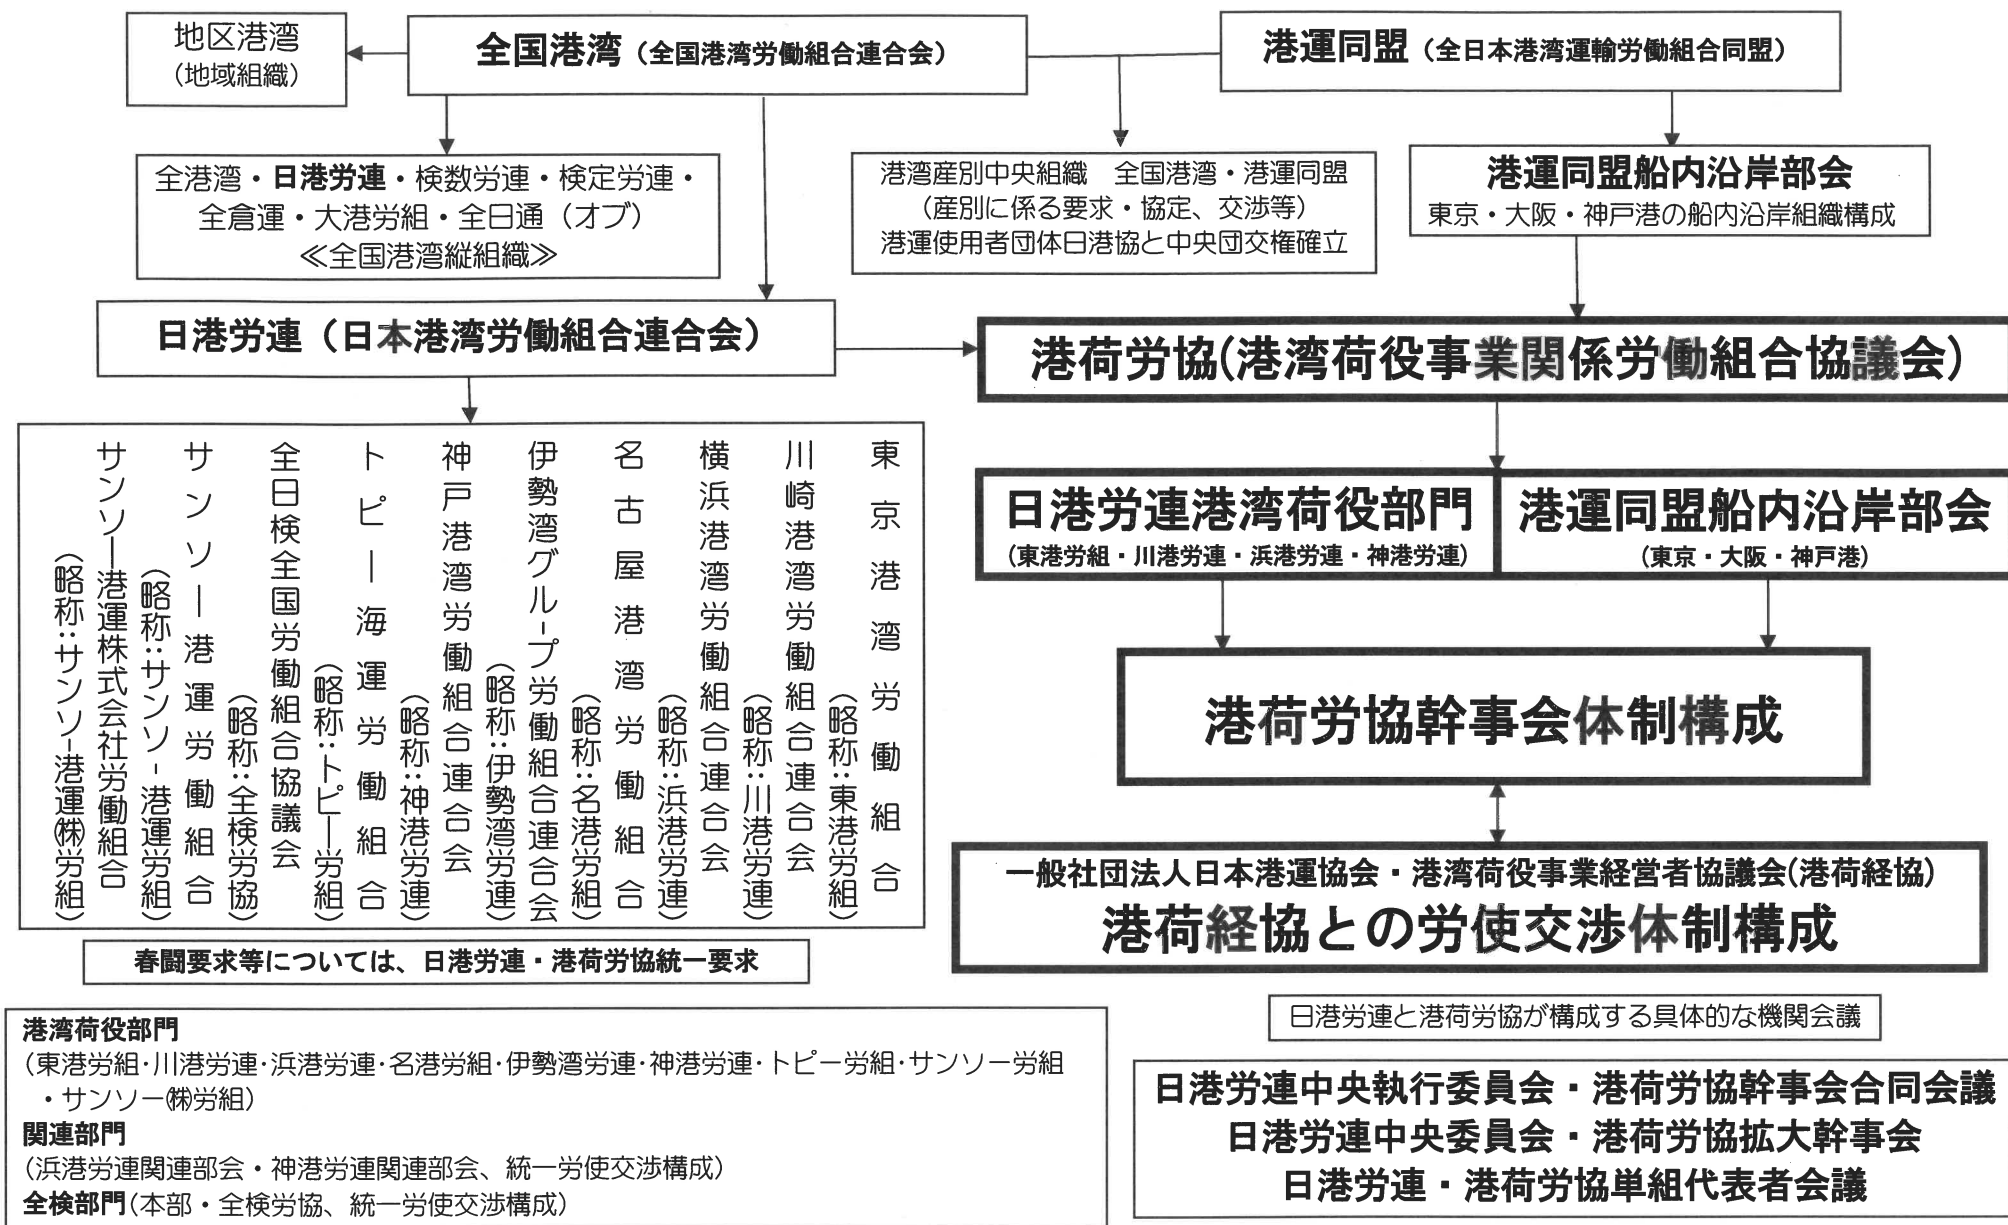 地区港湾
（地域組織）
全国港湾（全国港湾労働組合連合会）
港運同盟（全日本港湾運輸労働組合同盟）
全港湾・日港労連・検数労連・検定労連・
全倉運・大港労組・全日通（オブ）
≪全国港湾縦組織≫
港湾産別中央組織　全国港湾・港運同盟
（産別に係る要求・協定、交渉等）
港運使用者団体日港協と中央団交権確立
港運同盟船内沿岸部会
東京・大阪・神戸港の船内沿岸組織構成
日港労連（日本港湾労働組合連合会）
港荷労協(港湾荷役事業関係労働組合協議会)
東京港湾労働組合
（略称：東港労組）
川崎港湾労働組合連合会
（略称：川港労連）
横浜港湾労働組合連合会
（略称：浜港労連）
名古屋港湾労働組合
（略称：名港労組）
伊勢湾グループ労働組合連合会
（略称：伊勢湾労連）
神戸港湾労働組合連合会
（略称：神港労連）
トピー海運労働組合
（略称：トピー労組）
全日検全国労働組合協議会
（略称：全検労協）
サンソー港運労働組合
（略称：サンソー港運労組）
サンソー港運株式会社労働組合
（略称：サンソー港運㈱労組）
日港労連港湾荷役部門
(東港労組・川港労連・浜港労連・神港労連)
港運同盟船内沿岸部会
(東京・大阪・神戸港)
港荷労協幹事会体制構成
一般社団法人日本港運協会・港湾荷役事業経営者協議会(港荷経協)
港荷経協との労使交渉体制構成
春闘要求等については、日港労連・港荷労協統一要求
港湾荷役部門
（東港労組・川港労連・浜港労連・名港労組・伊勢湾労連・神港労連・トピー労組・サンソー労組
・サンソー㈱労組）
関連部門
（浜港労連関連部会・神港労連関連部会、統一労使交渉構成）
全検部門（本部・全検労協、統一労使交渉構成）
日港労連と港荷労協が構成する具体的な機関会議
日港労連中央執行委員会・港荷労協幹事会合同会議
日港労連中央委員会・港荷労協拡大幹事会
日港労連・港荷労協単組代表者会議